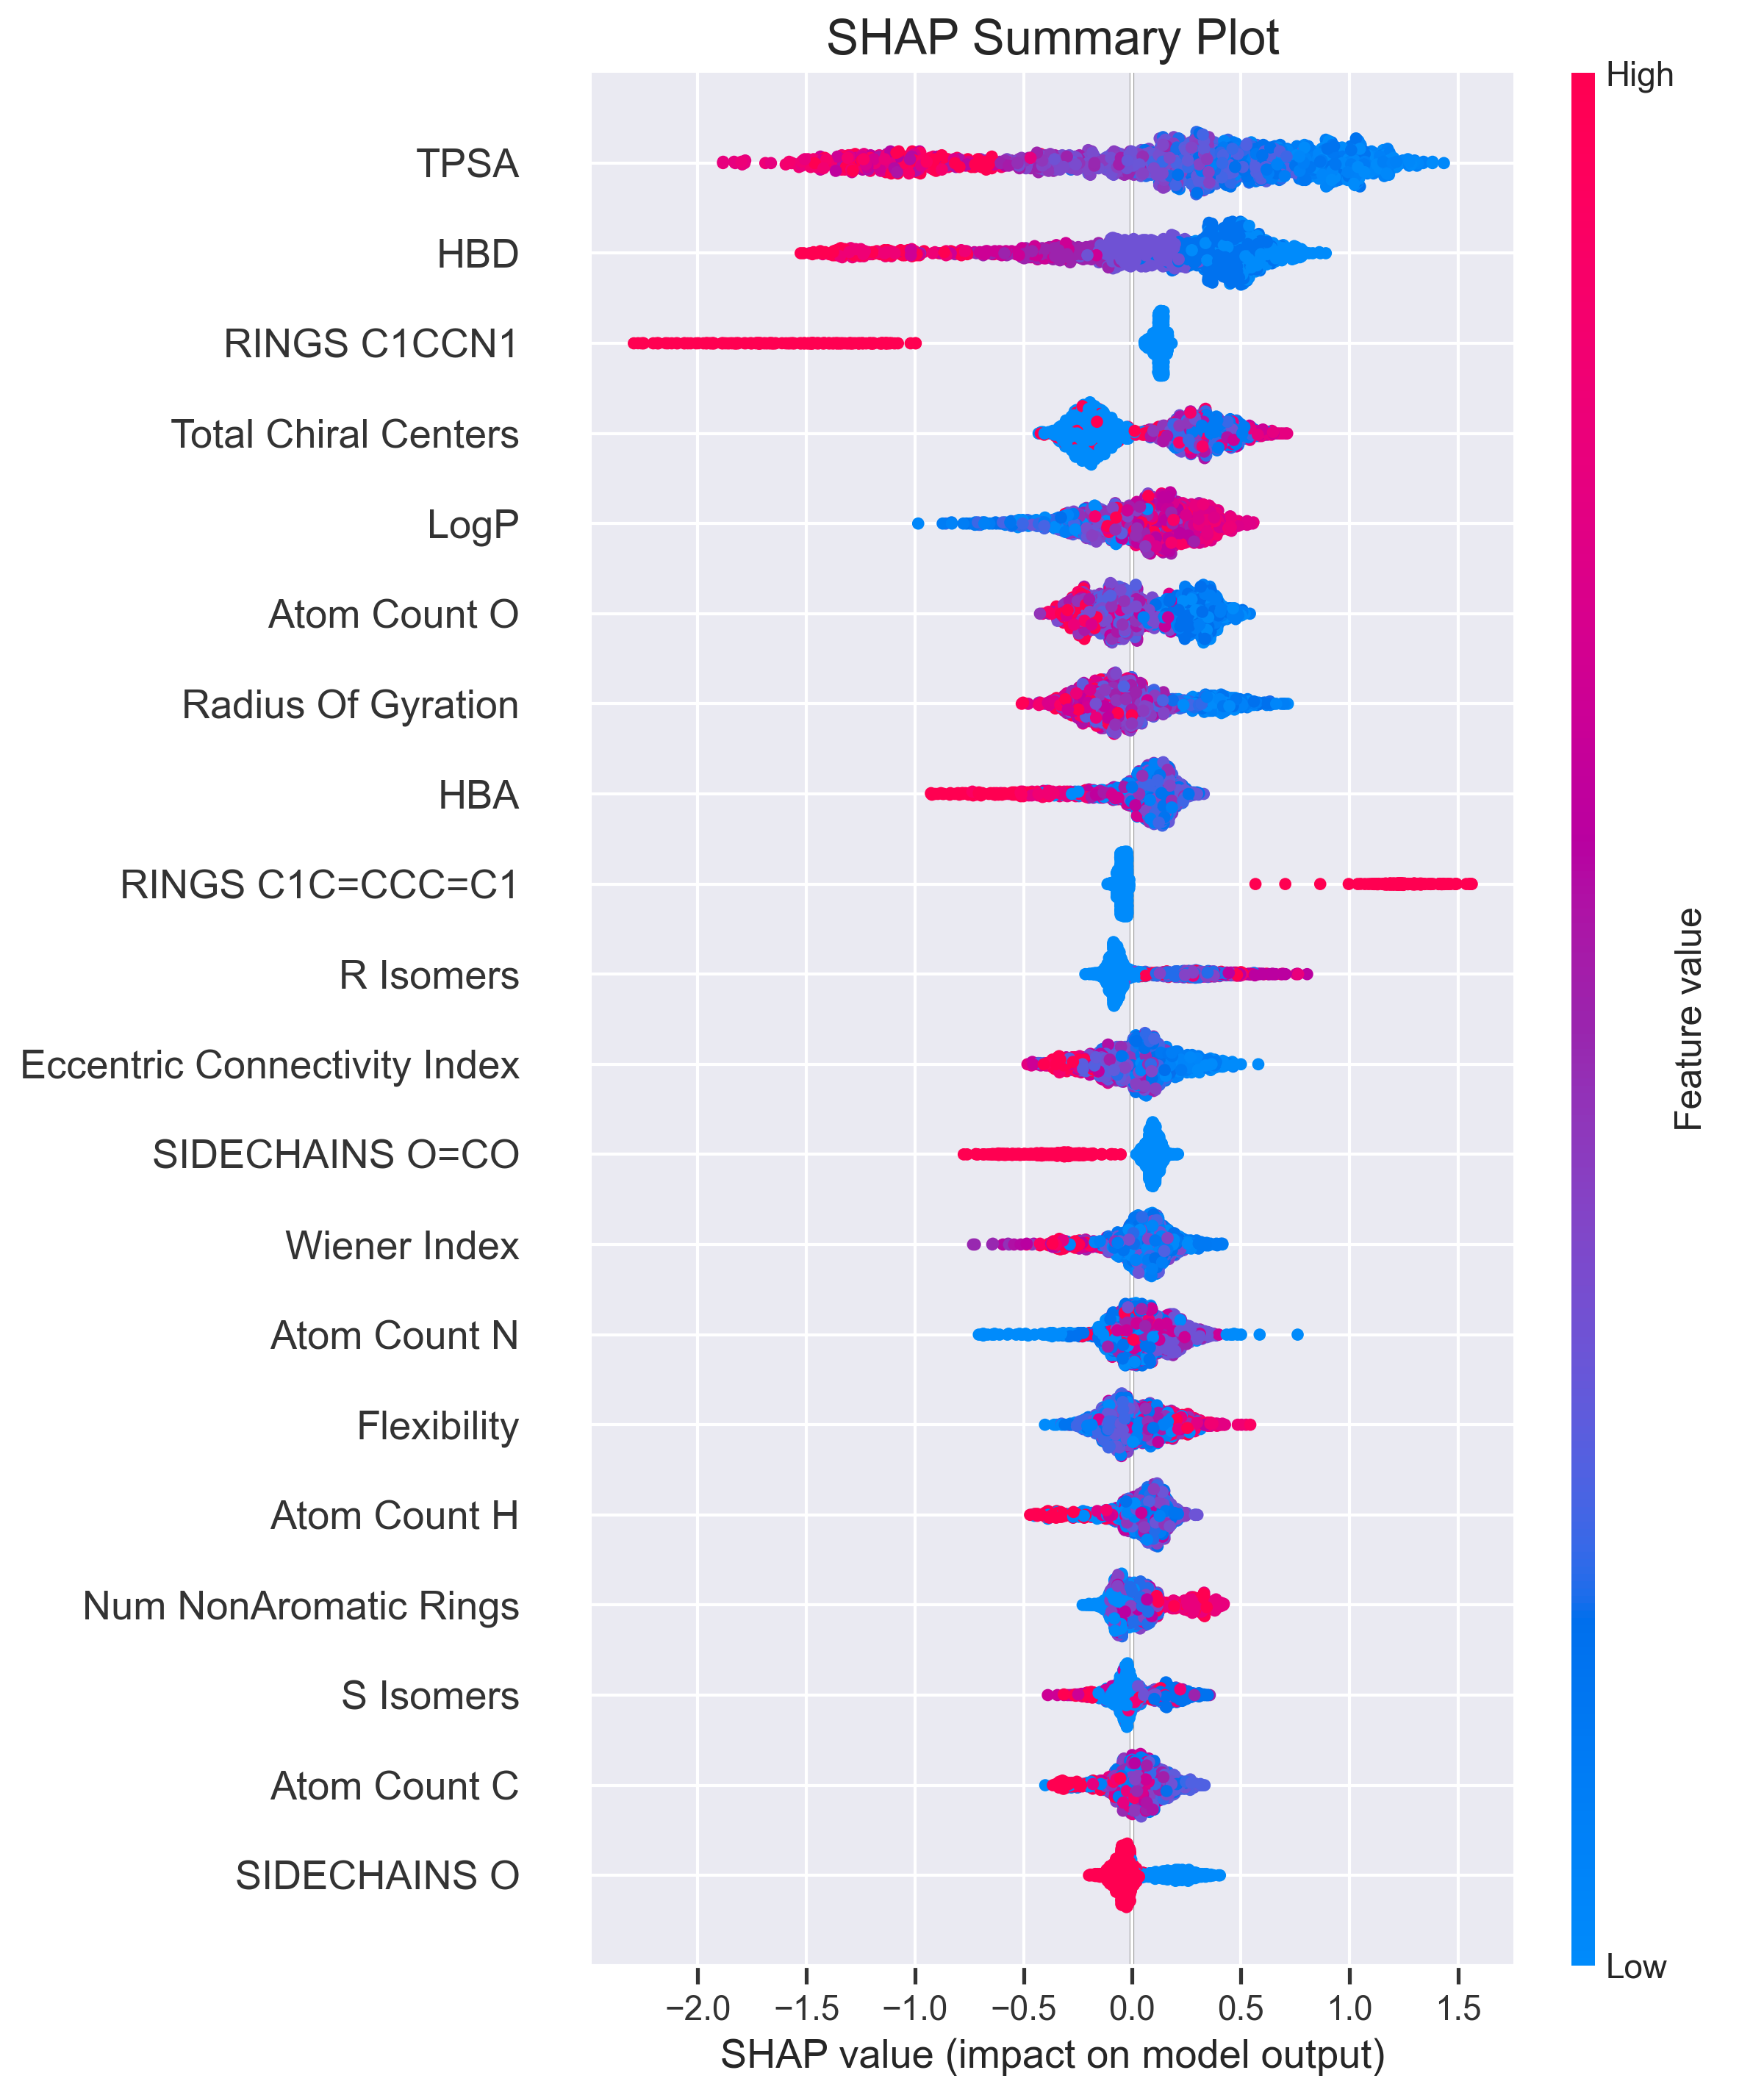 SHAP Summary Plot
High
TPSA
HBD
RINGS C1CCN1
Total Chiral Centers
LogP
Atom Count O
Radius Of Gyration
HBA
RINGS C1C=CCC=C1
R Isomers
Eccentric Connectivity Index
SIDECHAINS O=CO
Wiener Index
Atom Count N
Flexibility
Atom Count H
Num NonAromatic Rings
S Isomers
Atom Count C
SIDECHAINS O
Feature value
Low
−2.0 −1.5 −1.0 −0.5 0.0 0.5 1.0 1.5
SHAP value (impact on model output)